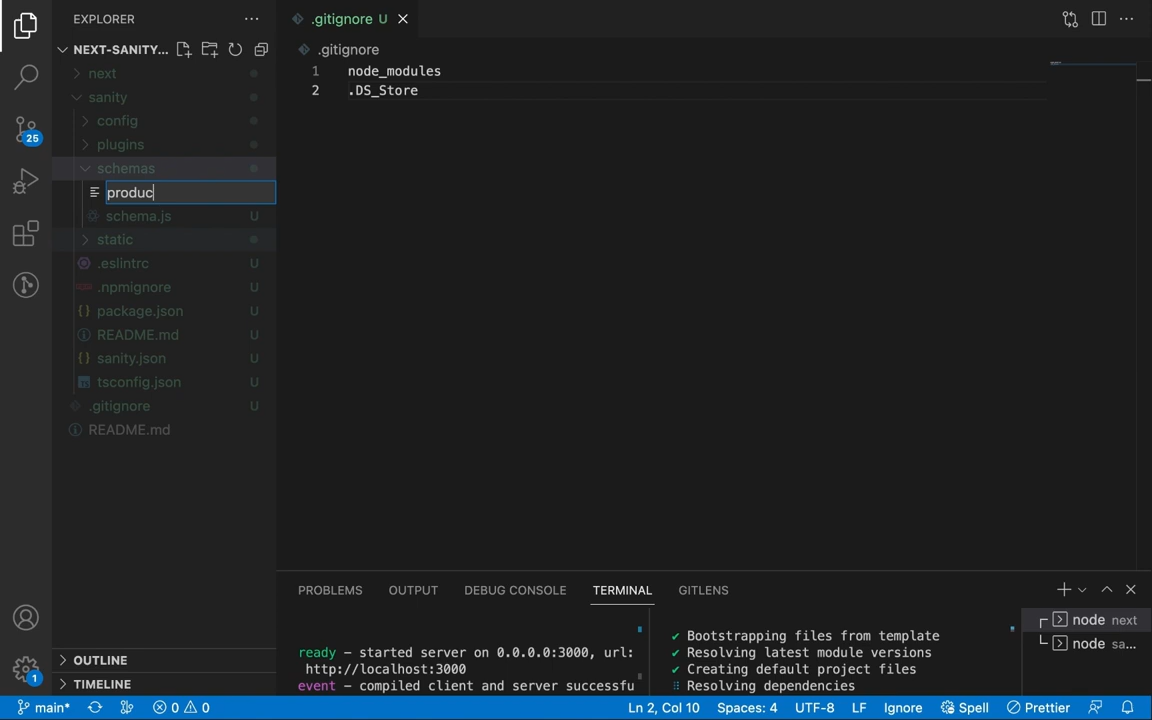 EXPLORER
NEXT-SANITY...
next
sanity
config
plugins
schemas
produc
schema.js U
static
.eslintrc U
.npmignore U
package.json U
README.md U
sanity.json U
tsconfig.json U
.gitignore U
README.md
OUTLINE
TIMELINE
25
1
.gitignore U
.gitignore
1 node_modules
2 .DS_Store
PROBLEMS OUTPUT DEBUG CONSOLE TERMINAL GITLENS
ready - started server on 0.0.0.0:3000, url:
http://localhost:3000
event - compiled client and server successfu
✔ Bootstrapping files from template
✔ Resolving latest module versions
✔ Creating default project files
⠿ Resolving dependencies
node next
node sa...
main* 0 0 Ln 2, Col 10 Spaces: 4 UTF-8 LF Ignore Spell Prettier